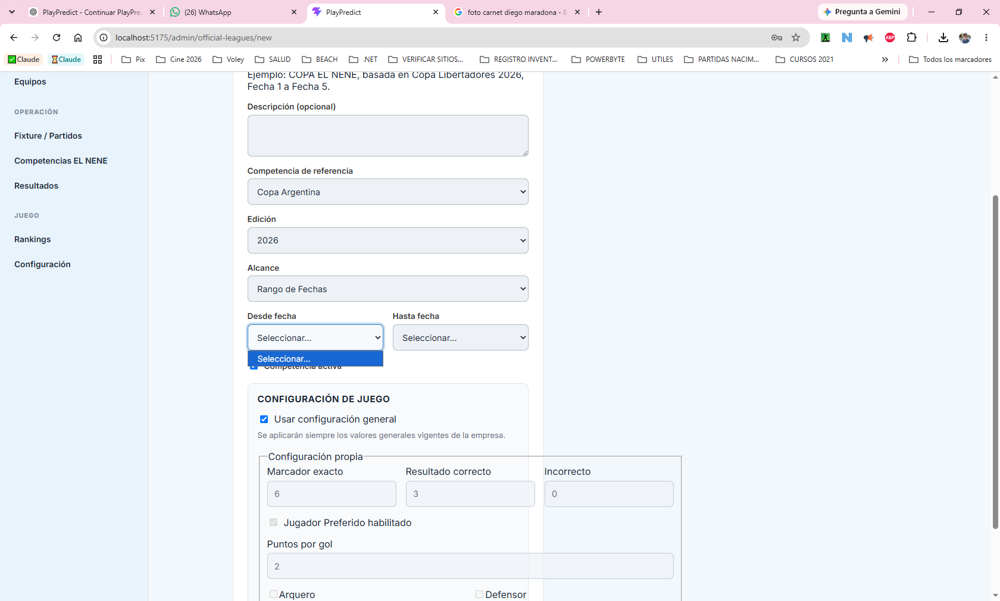 PlayPredict - Continuar PlayPrec
(26) WhatsApp
PlayPredict
foto carnet diego maradona - B
Pregunta a Gemini
localhost:5175/admin/official-leagues/new
ABP
Claude
Claude
Pix
Cine 2026
Voley
SALUD
BEACH
.NET
VERIFICAR SITIOS...
REGISTRO INVENT...
POWERBYTE
UTILES
PARTIDAS NACIM...
CURSOS 2021
Todos los marcadores
Equipos
OPERACIÓN
Fixture / Partidos
Competencias EL NENE
Resultados
JUEGO
Rankings
Configuración
Ejemplo: COPA EL NENE, basada en Copa Libertadores 2026,
Fecha 1 a Fecha 5.
Descripción (opcional)
Competencia de referencia
Copa Argentina
Edición
2026
Alcance
Rango de Fechas
Desde fecha
Hasta fecha
Seleccionar...
Seleccionar...
Seleccionar...
Competencia activa
CONFIGURACIÓN DE JUEGO
Usar configuración general
Se aplicarán siempre los valores generales vigentes de la empresa.
Configuración propia
Marcador exacto
Resultado correcto
Incorrecto
6
3
0
Jugador Preferido habilitado
Puntos por gol
2
Arquero
Defensor